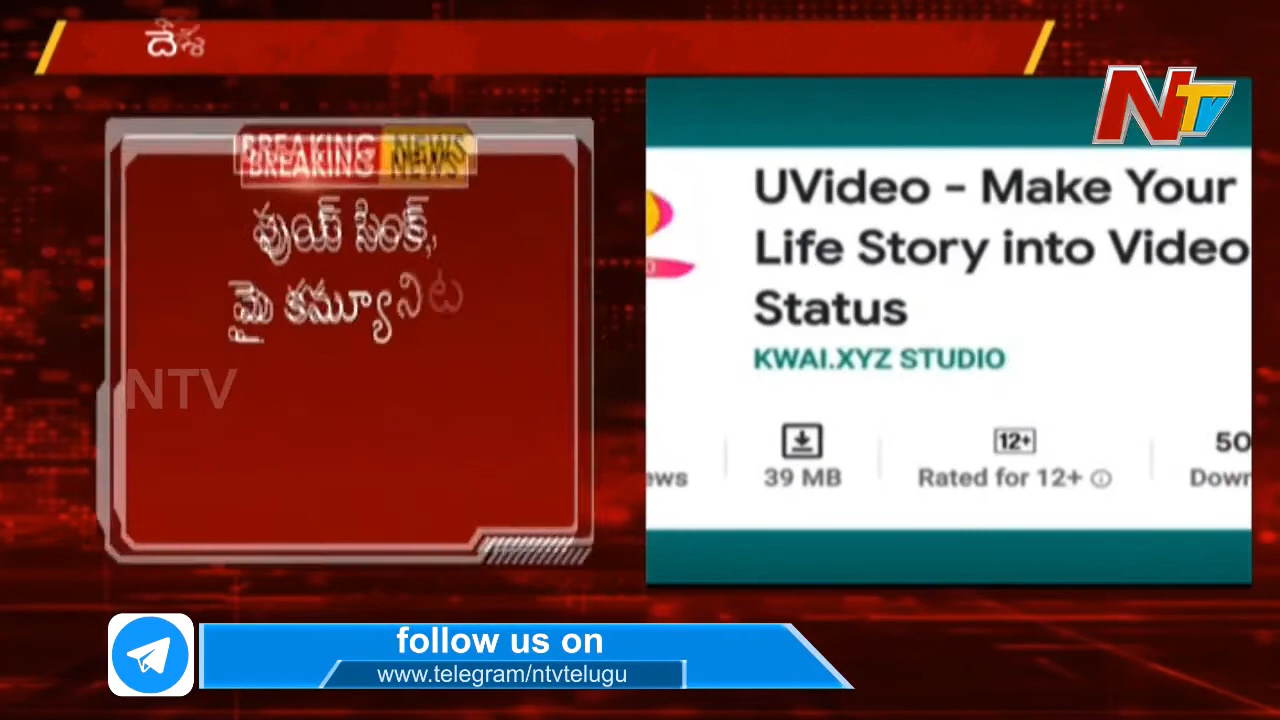 దేశ
NTV
BREAKING NEWS
మై కమ్యూనిట
NTV
UVideo - Make Your
Life Story into Video
Status
KWAI.XYZ STUDIO
12+
50
ews
39 MB
Rated for 12+
Down
follow us on
www.telegram/ntvtelugu